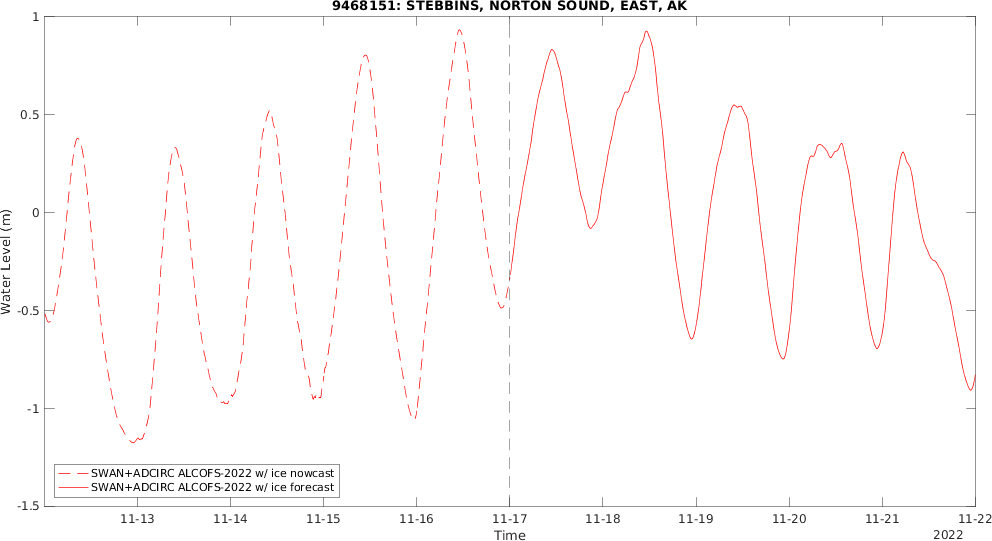 9468151: STEBBINS, NORTON SOUND, EAST, AK
1
0.5
0
-0.5
-1
-1.5
Water Level (m)
SWAN+ADCIRC ALCOFS-2022 w/ ice nowcast
SWAN+ADCIRC ALCOFS-2022 w/ ice forecast
11-13 11-14 11-15 11-16 11-17 11-18 11-19 11-20 11-21 11-22
Time
2022